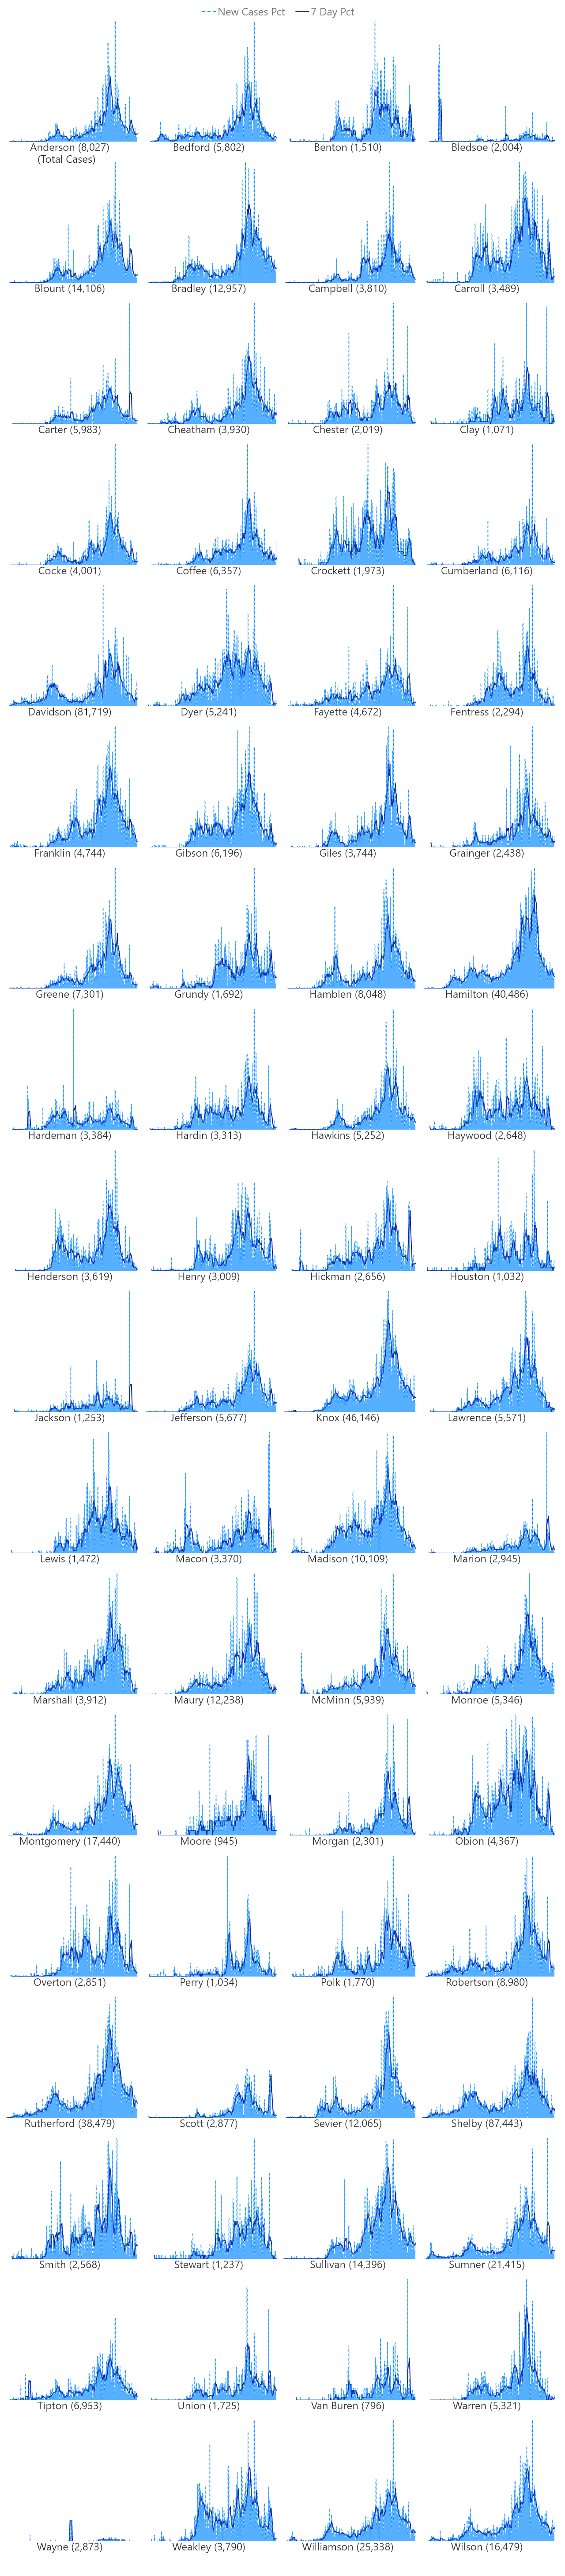 New Cases Pct 7 Day Pct
Anderson (8,027) Bedford (5,802) Benton (1,510) Bledsoe (2,004)
(Total Cases)
Blount (14,106) Bradley (12,957) Campbell (3,810) Carroll (3,489)
Carter (5,983) Cheatham (3,930) Chester (2,019) Clay (1,071)
Cocke (4,001) Coffee (6,357) Crockett (1,973) Cumberland (6,116)
Davidson (81,719) Dyer (5,241) Fayette (4,672) Fentress (2,294)
Franklin (4,744) Gibson (6,196) Giles (3,744) Grainger (2,438)
Greene (7,301) Grundy (1,692) Hamblen (8,048) Hamilton (40,486)
Hardeman (3,384) Hardin (3,313) Hawkins (5,252) Haywood (2,648)
Henderson (3,619) Henry (3,009) Hickman (2,656) Houston (1,032)
Jackson (1,253) Jefferson (5,677) Knox (46,146) Lawrence (5,571)
Lewis (1,472) Macon (3,370) Madison (10,109) Marion (2,945)
Marshall (3,912) Maury (12,238) McMinn (5,939) Monroe (5,346)
Montgomery (17,440) Moore (945) Morgan (2,301) Obion (4,367)
Overton (2,851) Perry (1,034) Polk (1,770) Robertson (8,980)
Rutherford (38,479) Scott (2,877) Sevier (12,065) Shelby (87,443)
Smith (2,568) Stewart (1,237) Sullivan (14,396) Sumner (21,415)
Tipton (6,953) Union (1,725) Van Buren (796) Warren (5,321)
Wayne (2,873) Weakley (3,790) Williamson (25,338) Wilson (16,479)